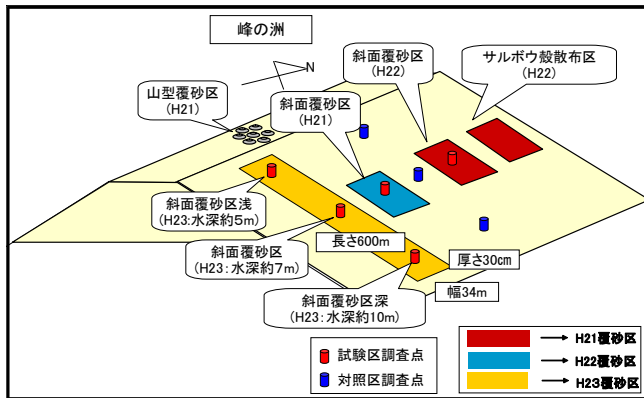 峰の洲
N
山型覆砂区
(H21)
斜面覆砂区
(H21)
斜面覆砂区
(H22)
サルボウ殻散布区
(H22)
斜面覆砂区浅
(H23:水深約5m)
斜面覆砂区
(H23:水深約7m)
斜面覆砂区深
(H23:水深約10m)
長さ600m
厚さ30cm
幅34m
試験区調査点
対照区調査点
H21覆砂区
H22覆砂区
H23覆砂区